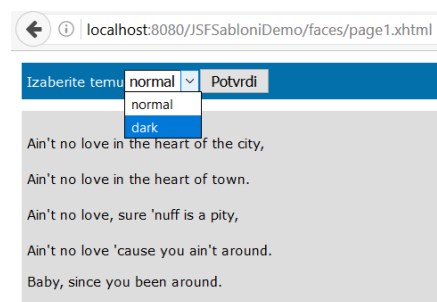 localhost:8080/JSFSabloniDemo/faces/page1.xhtml
Izaberite temu normal Potvrdi
normal
dark
Ain't no love in the heart of the city,
Ain't no love in the heart of town.
Ain't no love, sure 'nuff is a pity,
Ain't no love 'cause you ain't around.
Baby, since you been around.